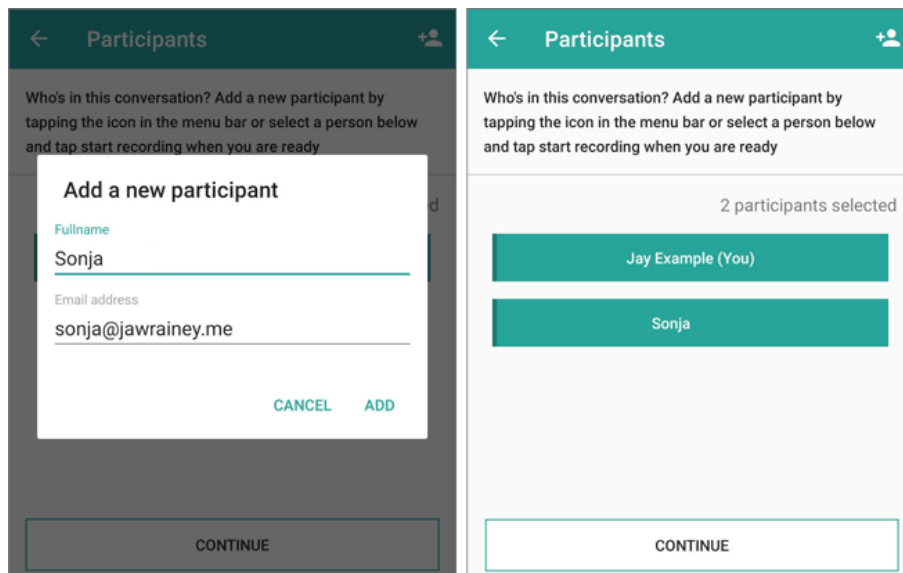 Participants
Who's in this conversation? Add a new participant by
tapping the icon in the menu bar or select a person below
and tap start recording when you are ready
d
Add a new participant
Fullname
Sonja
Email address
sonja@jawrainey.me
CANCEL ADD
CONTINUE
Participants
Who's in this conversation? Add a new participant by
tapping the icon in the menu bar or select a person below
and tap start recording when you are ready
2 participants selected
Jay Example (You)
Sonja
CONTINUE